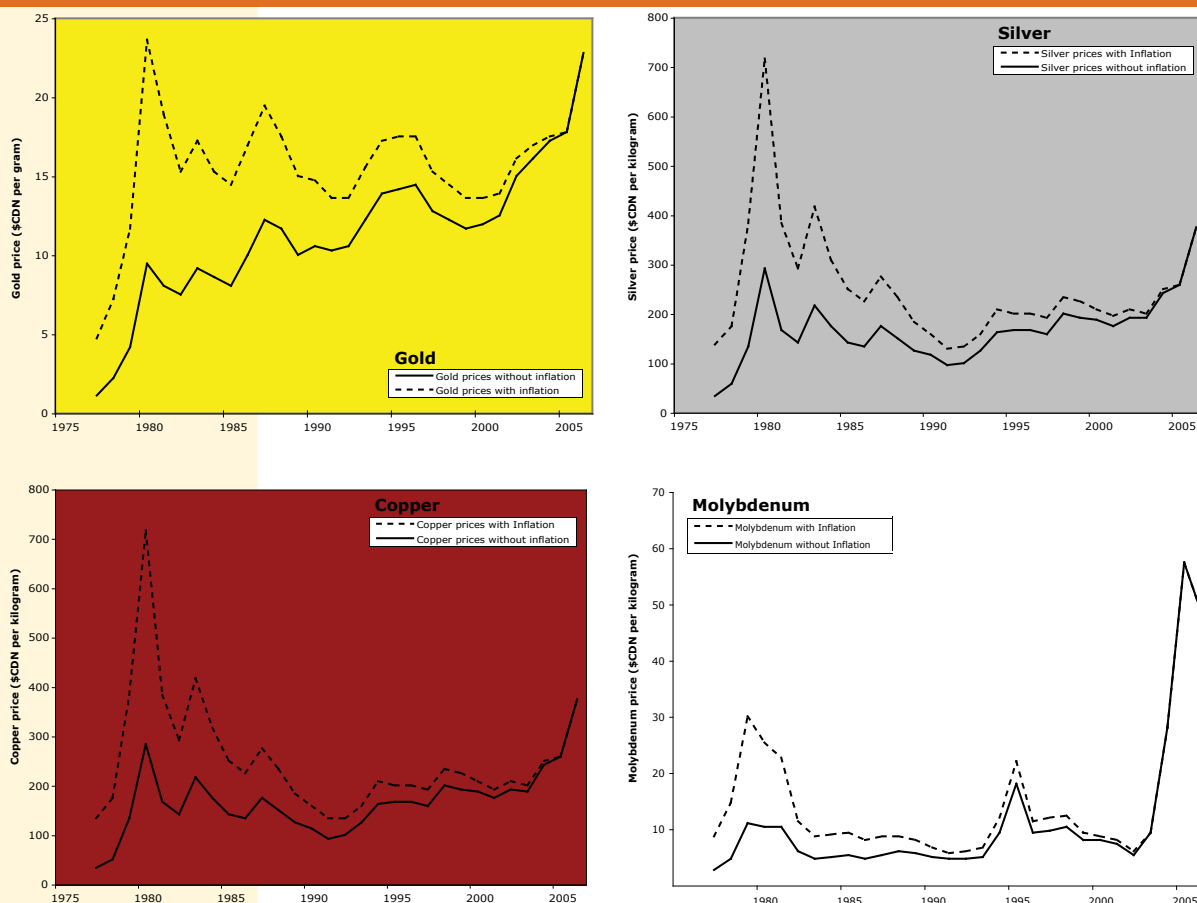 25
20
15
10
5
0
Gold price ($CDN per gram)
Gold
Gold prices without inflation
Gold prices with inflation
1975 1980 1985 1990 1995 2000 2005
800
700
600
500
400
300
200
100
0
Silver price ($CDN per kilogram)
Silver
Silver prices with Inflation
Silver prices without inflation
1975 1980 1985 1990 1995 2000 2005
800
700
600
500
400
300
200
100
0
Copper price ($CDN per kilogram)
Copper
Copper prices with Inflation
Copper prices without inflation
1975 1980 1985 1990 1995 2000 2005
70
60
50
40
30
20
10
Molybdenum price ($CDN per kilogram)
Molybdenum
Molybdenum with Inflation
Molybdenum without Inflation
1980 1985 1990 1995 2000 2005